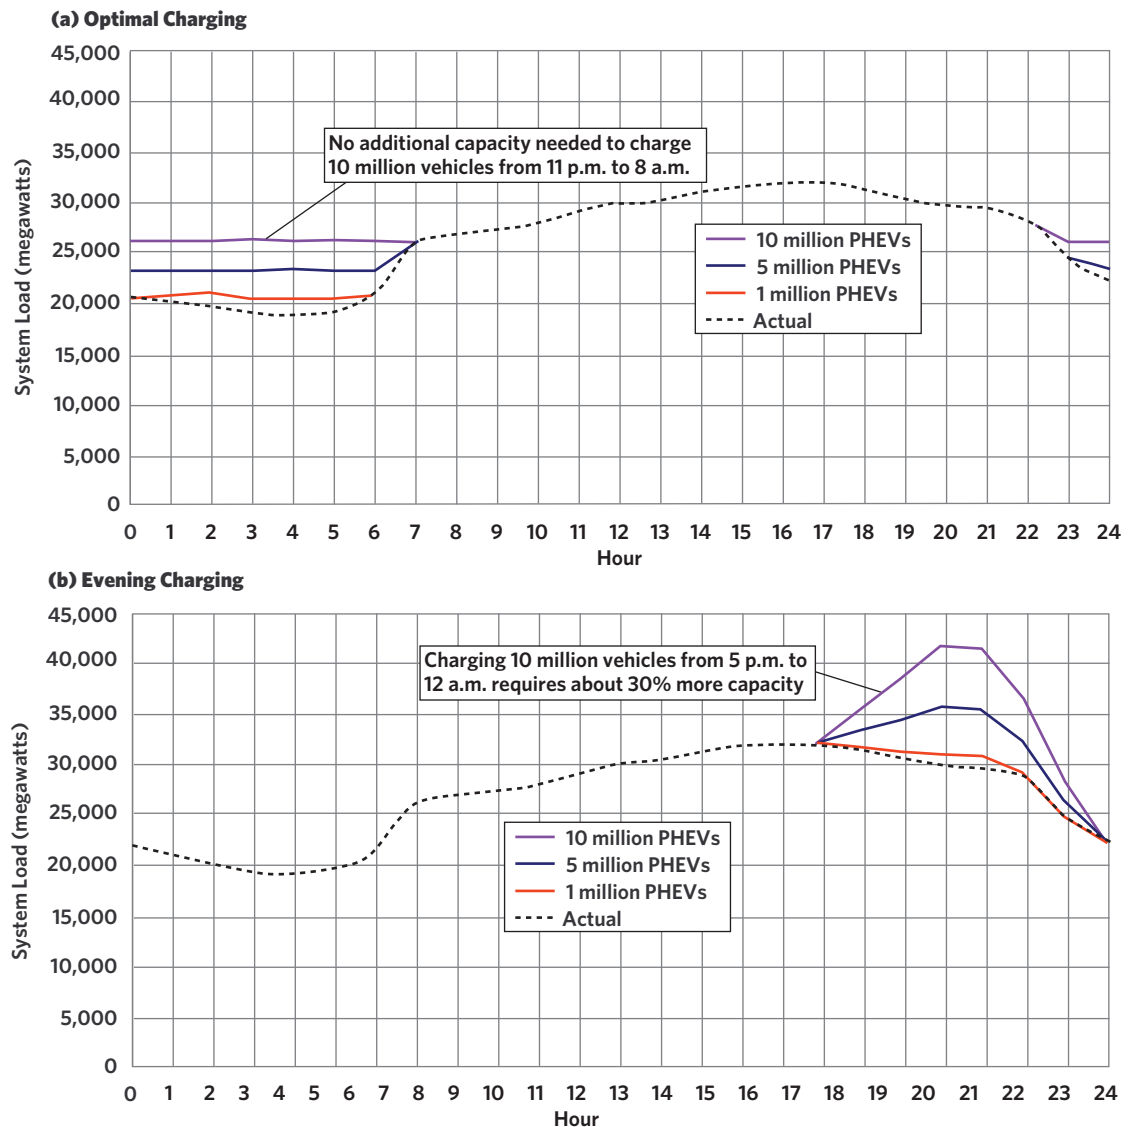 (a) Optimal Charging
45,000
40,000
35,000
30,000
25,000
20,000
15,000
10,000
5,000
0
System Load (megawatts)
No additional capacity needed to charge
10 million vehicles from 11 p.m. to 8 a.m.
10 million PHEVs
5 million PHEVs
1 million PHEVs
Actual
0 1 2 3 4 5 6 7 8 9 10 11 12 13 14 15 16 17 18 19 20 21 22 23 24
Hour
(b) Evening Charging
45,000
40,000
35,000
30,000
25,000
20,000
15,000
10,000
5,000
0
System Load (megawatts)
Charging 10 million vehicles from 5 p.m. to
12 a.m. requires about 30% more capacity
10 million PHEVs
5 million PHEVs
1 million PHEVs
Actual
0 1 2 3 4 5 6 7 8 9 10 11 12 13 14 15 16 17 19 20 21 22 23 24
Hour